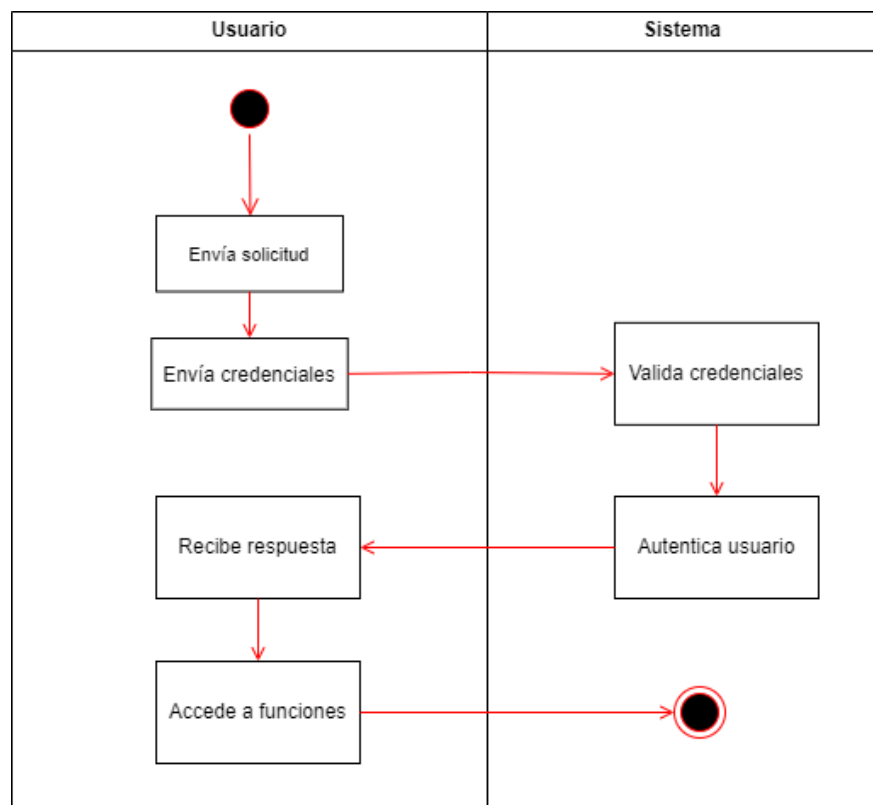 Usuario
Sistema
Envía solicitud
Envía credenciales
Valida credenciales
Recibe respuesta
Autentica usuario
Accede a funciones